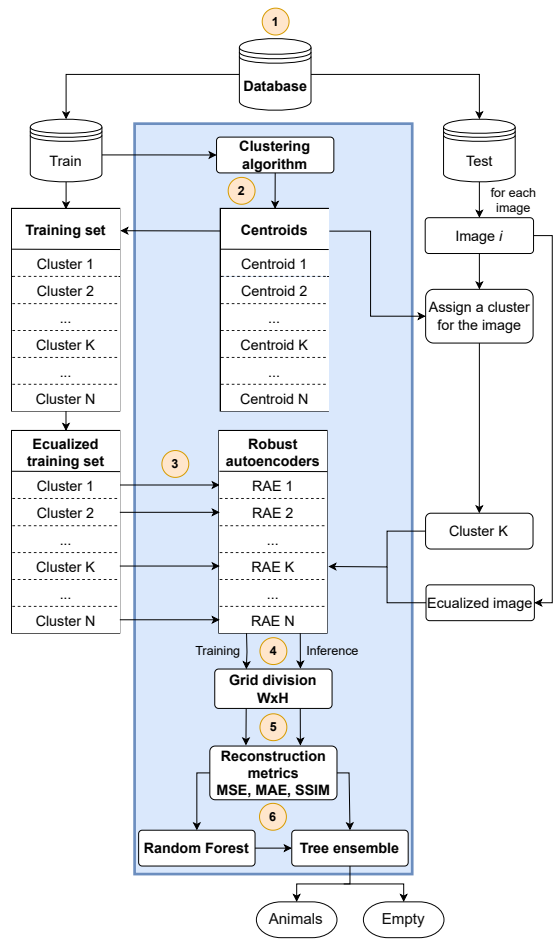 1
Database
Train
Clustering
algorithm
Test
for each
image
2
Training set
Cluster 1
Cluster 2
...
Cluster K
...
Cluster N
Centroids
Centroid 1
Centroid 2
...
Centroid K
...
Centroid N
Image i
Assign a cluster
for the image
Ecualized
training set
Cluster 1
Cluster 2
...
Cluster K
...
Cluster N
3
Robust
autoencoders
RAE 1
RAE 2
...
RAE K
...
RAE N
Cluster K
Ecualized image
Training
4
Inference
Grid division
WxH
5
Reconstruction
metrics
MSE, MAE, SSIM
6
Random Forest
Tree ensemble
Animals
Empty